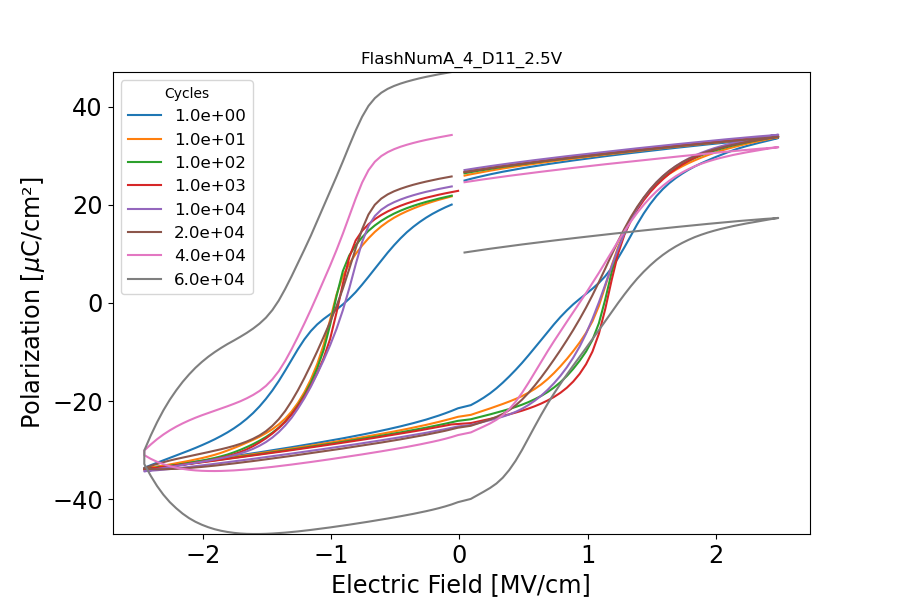 FlashNumA_4_D11_2.5V
Cycles
1.0e+00
1.0e+01
1.0e+02
1.0e+03
1.0e+04
2.0e+04
4.0e+04
6.0e+04
40
20
0
−20
−40
Polarization [μC/cm²]
−2 −1 0 1 2
Electric Field [MV/cm]